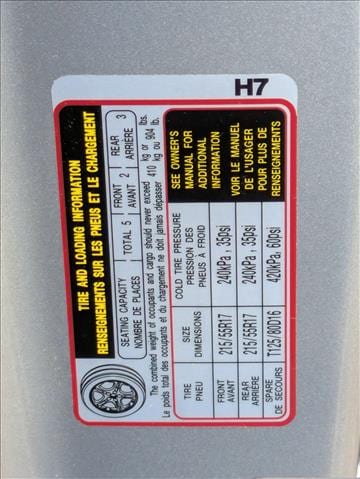 H7
TIRE AND LOADING INFORMATION
RENSEIGNEMENTS SUR LES PNEUS ET LE CHARGEMENT
SEATING CAPACITY
NOMBRE DE PLACES
TOTAL 5
FRONT
AVANT 2
REAR
ARRIÈRE 3
The combined weight of occupants and cargo should never exceed 410 kg or 904 lbs.
Le poids total des occupants et du chargement ne doit jamais dépasser 410 kg ou 904 lb.
TIRE
PNEU
SIZE
DIMENSIONS
COLD TIRE PRESSURE
PRESSION DES
PNEUS À FROID
SEE OWNER'S
MANUAL FOR
ADDITIONAL
INFORMATION
VOIR LE MANUEL
DE L'USAGER
POUR PLUS DE
RENSEIGNEMENTS
FRONT
AVANT
215/55R17
240kPa, 35psi
REAR
ARRIÈRE
215/55R17
240kPa, 35psi
SPARE
DE SECOURS
T125/80D16
420kPa, 60psi